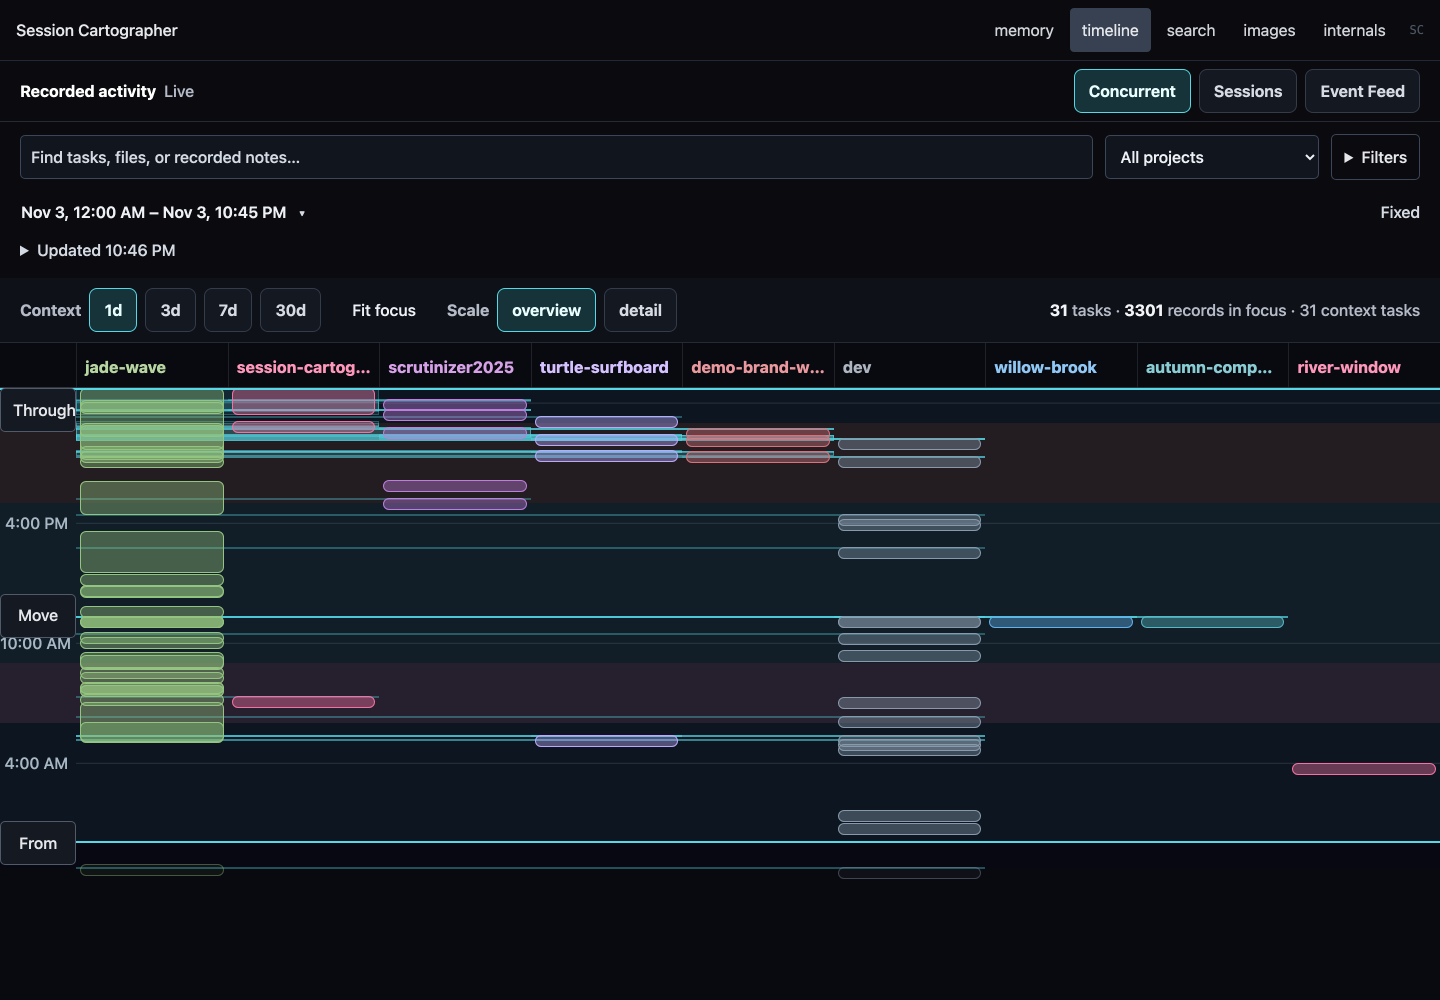 Session Cartographer
memory timeline search images internals SC
Recorded activity Live
Concurrent Sessions Event Feed
Find tasks, files, or recorded notes...
All projects
▶ Filters
Nov 3, 12:00 AM – Nov 3, 10:45 PM ▾
Fixed
▶ Updated 10:46 PM
Context 1d 3d 7d 30d Fit focus Scale overview detail
31 tasks · 3301 records in focus · 31 context tasks
jade-wave session-cartog... scrutinizer2025 turtle-surfboard demo-brand-w... dev willow-brook autumn-comp... river-window
Through
4:00 PM
Move
10:00 AM
4:00 AM
From